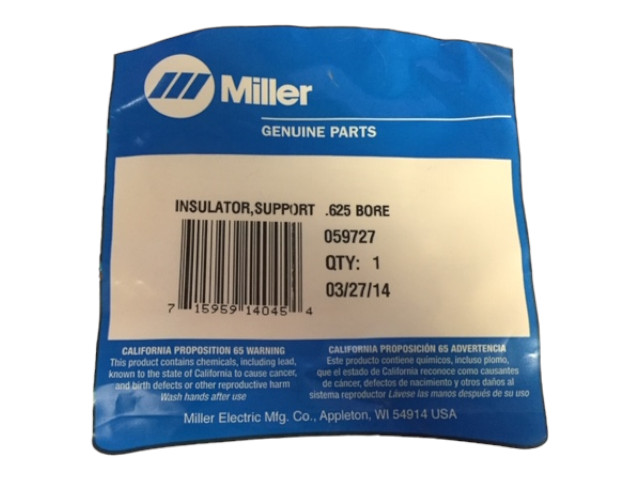 Miller
GENUINE PARTS
INSULATOR,SUPPORT .625 BORE
059727
QTY: 1
03/27/14
7 15959 14045 4
CALIFORNIA PROPOSITION 65 WARNING
This product contains chemicals, including lead,
known to the state of California to cause cancer,
and birth defects or other reproductive harm
Wash hands after use
CALIFORNIA PROPOSICIÓN 65 ADVERTENCIA
Este producto contiene químicos, incluso plomo,
que el estado de California reconoce como causantes
de cáncer, defectos de nacimiento y otros daños al
sistema reproductor Lávese las manos después de su uso
Miller Electric Mfg. Co., Appleton, WI 54914 USA